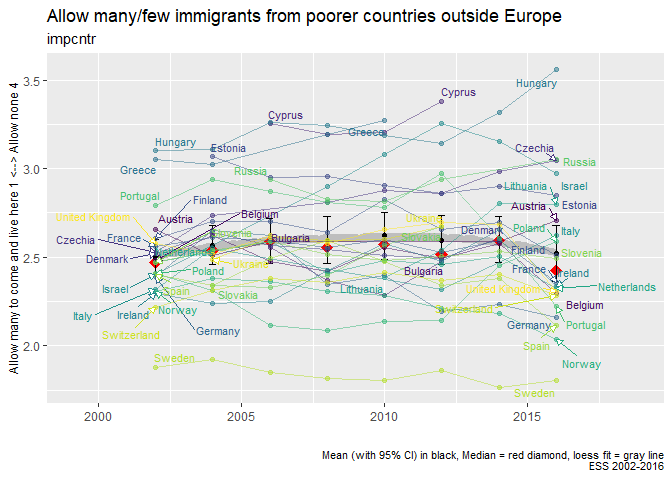 Allow many/few immigrants from poorer countries outside Europe
impcntr
Allow many to come live here 1 <--> Allow none 4
3.5
3.0
2.5
2.0
2000
2005
2010
2015
Hungary
Greece
Estonia
Cyprus
Greece
Cyprus
Hungary
Russia
Portugal
Finland
Austria
Belgium
United Kingdom
Czechia
France
Denmark
Netherlands
Slovenia
Bulgaria
Ukraine
Israel
Poland
Spain
Slovakia
Italy
Ireland
Norway
Switzerland
Germany
Sweden
Ukraine
Slovakia
Denmark
Bulgaria
Lithuania
Switzerland
Czechia
Russia
Lithuania
Israel
Austria
Estonia
Poland
Italy
Finland
Slovenia
France
Ireland
United Kingdom
Netherlands
Belgium
Germany
Portugal
Spain
Norway
Sweden
Mean (with 95% CI) in black, Median = red diamond, loess fit = gray line
ESS 2002-2016